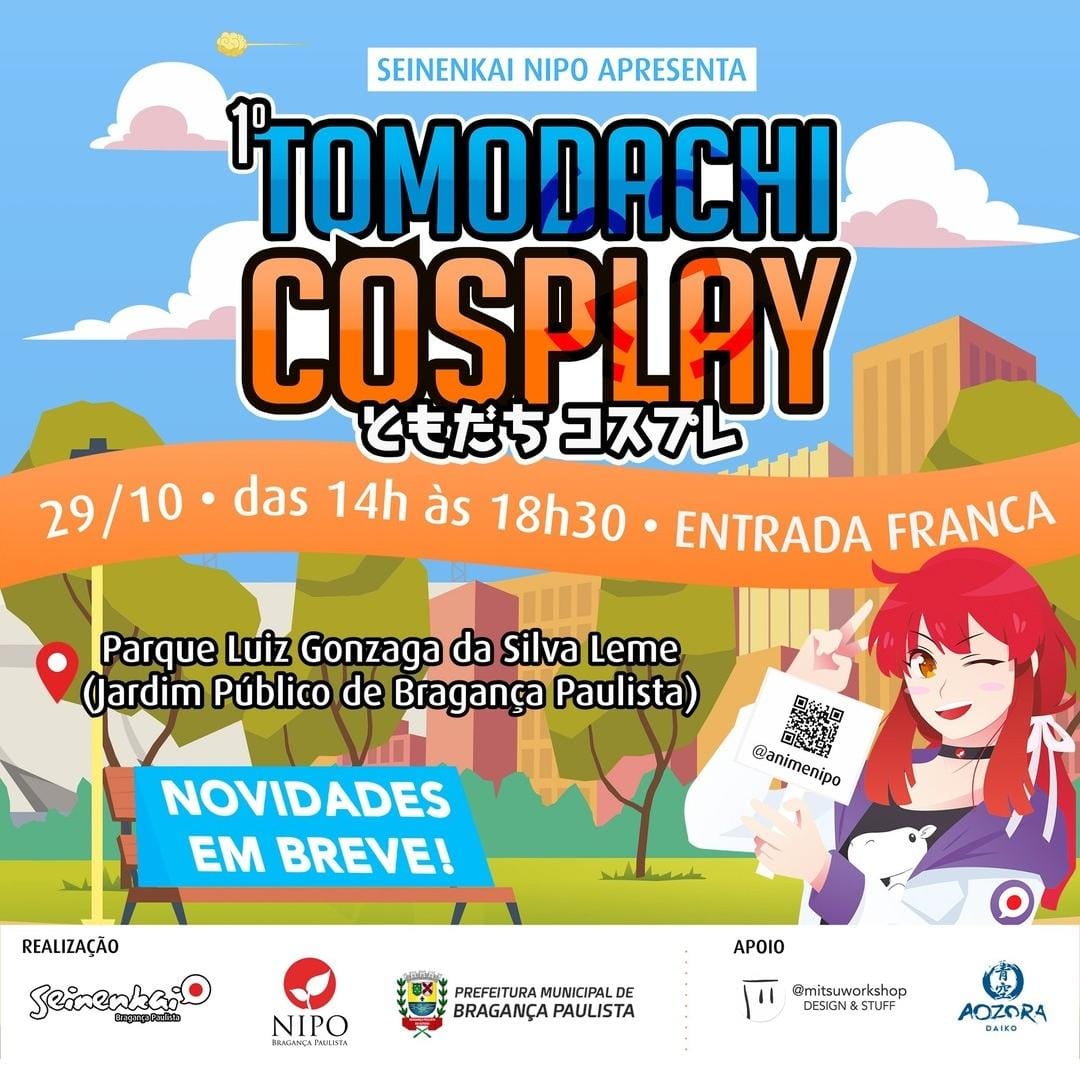 SEINENKAI NIPO APRESENTA
1º TOMODACHI
COSPLAY
ともだち コスプレ
29/10 • das 14h às 18h30 • ENTRADA FRANCA
Parque Luiz Gonzaga da Silva Leme
(Jardim Público de Bragança Paulista)
@animenipo
NOVIDADES
EM BREVE!
REALIZAÇÃO
Seinenkai
Bragança Paulista
NIPO
BRAGANÇA PAULISTA
PREFEITURA MUNICIPAL DE
BRAGANÇA PAULISTA
APOIO
@mitsuworkshop
DESIGN & STUFF
青空
AOZORA
DAIKO